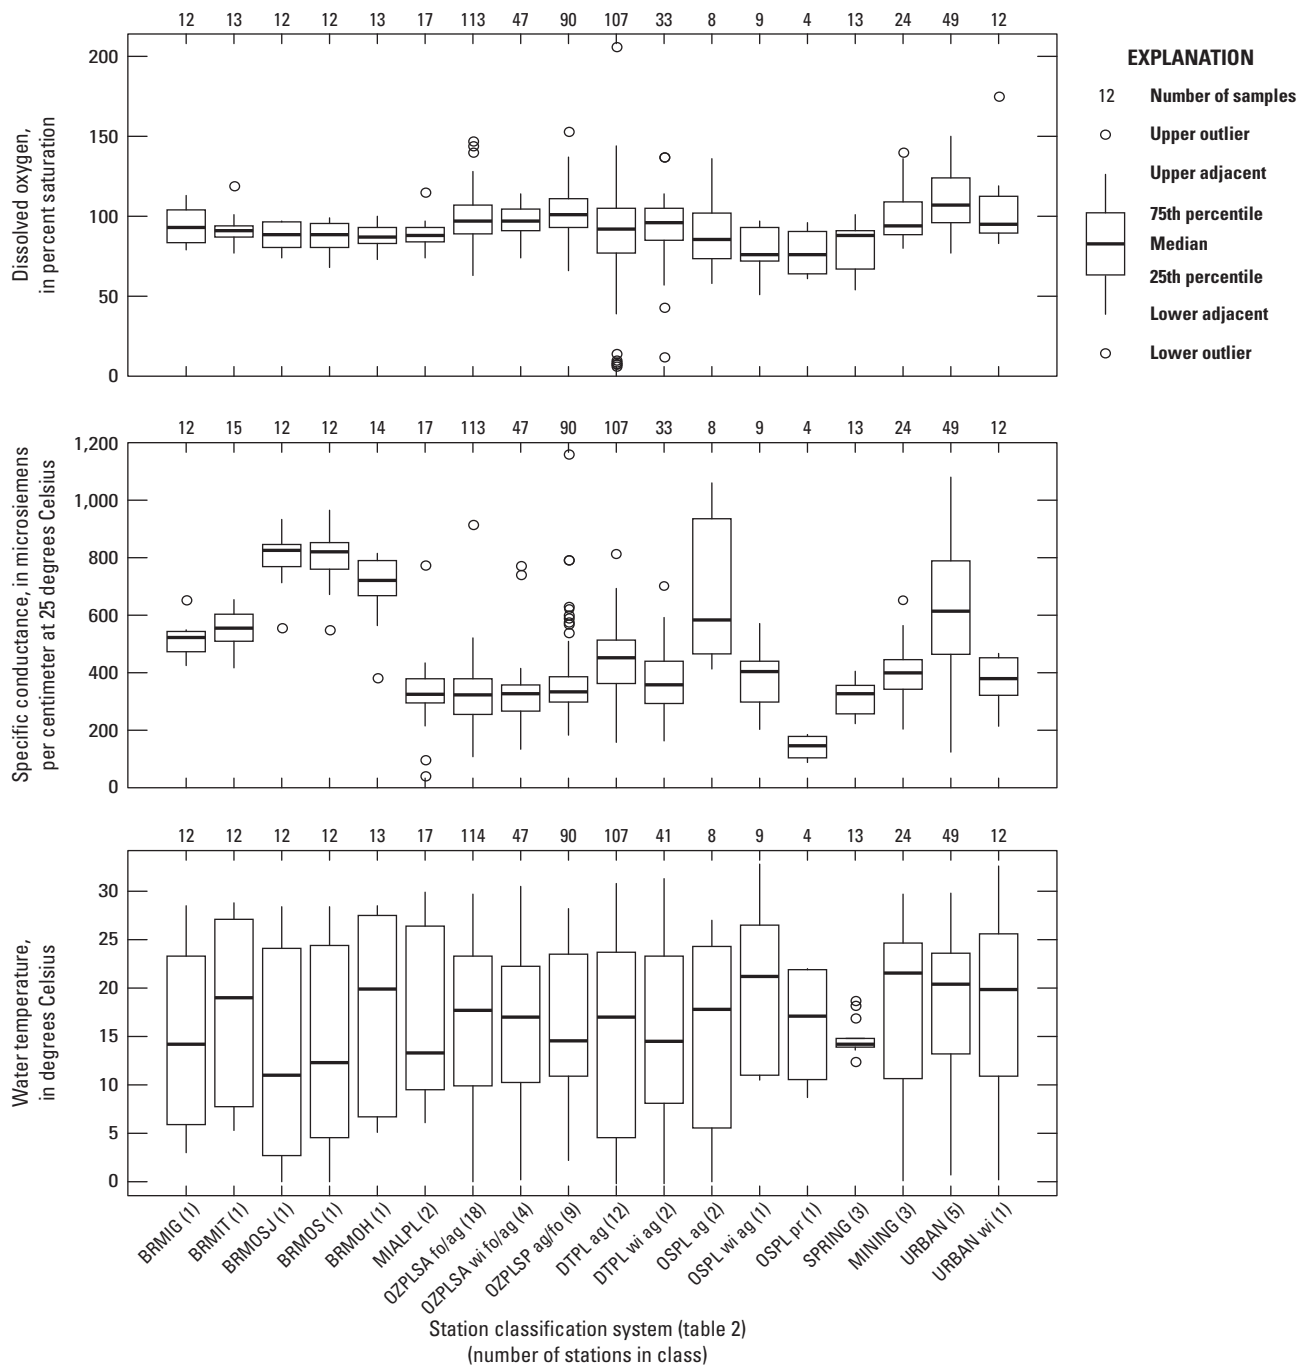 12 13 12 12 13 17 113 47 90 107 33 8 9 4 13 24 49 12
200
150
100
50
0
Dissolved oxygen,
in percent saturation
EXPLANATION
12 Number of samples
Upper outlier
Upper adjacent
75th percentile
Median
25th percentile
Lower adjacent
Lower outlier
12 15 12 12 14 17 113 47 90 107 33 8 9 4 13 24 49 12
1,200
1,000
800
600
400
200
0
Specific conductance, in microsiemens
per centimeter at 25 degrees Celsius
12 12 12 12 13 17 114 47 90 107 41 8 9 4 13 24 49 12
30
25
20
15
10
5
0
Water temperature,
in degrees Celsius
BRMIG (1)
BRMIT (1)
BRMOSJ (1)
BRMOS (1)
BRMOH (1)
MIALPL (2)
OZPLSA fo/ag (18)
OZPLSA wi fo/ag (4)
OZPLSP ag/fo (9)
DTPL ag (12)
DTPL wi ag (2)
OSPL ag (2)
OSPL wi ag (1)
OSPL pr (1)
SPRING (3)
MINING (3)
URBAN (5)
URBAN wi (1)
Station classification system (table 2)
(number of stations in class)